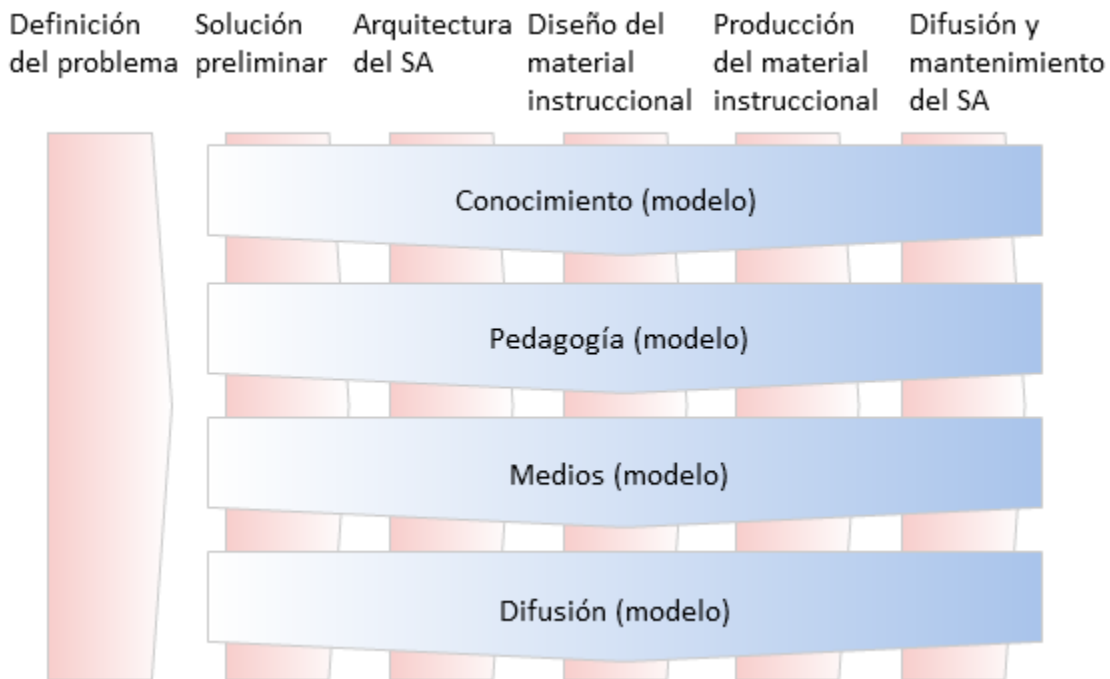 Definición
del problema
Solución
preliminar
Arquitectura
del SA
Diseño del
material
instruccional
Producción
del material
instruccional
Difusión y
mantenimiento
del SA
Conocimiento (modelo)
Pedagogía (modelo)
Medios (modelo)
Difusión (modelo)